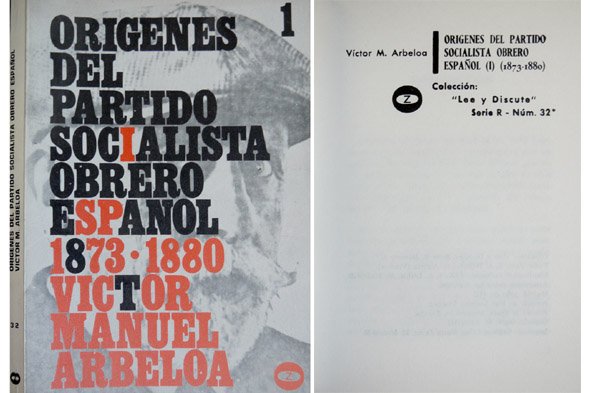 ORIGENES DEL PARTIDO SOCIALISTA OBRERO ESPAÑOL
VICTOR M. ARBELOA
32
Z
1
ORIGENES
DEL
PARTIDO
SOCIALISTA
OBRERO
ESPAÑOL
1873·1880
VICTOR
MANUEL
ARBELOA
Z
Víctor M. Arbeloa
ORIGENES DEL PARTIDO
SOCIALISTA OBRERO
ESPAÑOL (I) (1873-1880)
Z
Colección:
"Lee y Discute"
Serie R - Núm. 32*